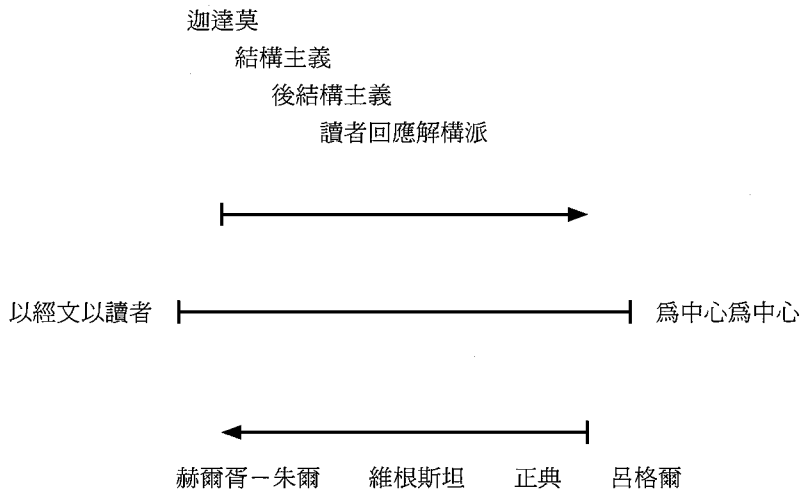 迦達莫
結構主義
後結構主義
讀者回應解構派
以經文以讀者 爲中心爲中心
赫爾胥－朱爾 維根斯坦 正典 呂格爾